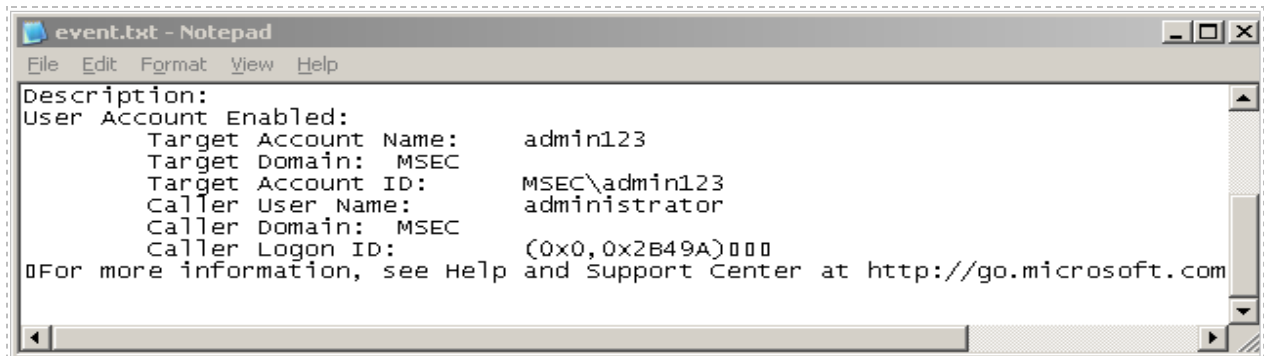 event.txt - Notepad
File Edit Format View Help
Description:
User Account Enabled:
Target Account Name: admin123
Target Domain: MSEC
Target Account ID: MSEC\admin123
Caller User Name: administrator
Caller Domain: MSEC
Caller Logon ID: (0x0,0x2B49A)▯▯▯
▯For more information, see Help and Support Center at http://go.microsoft.com